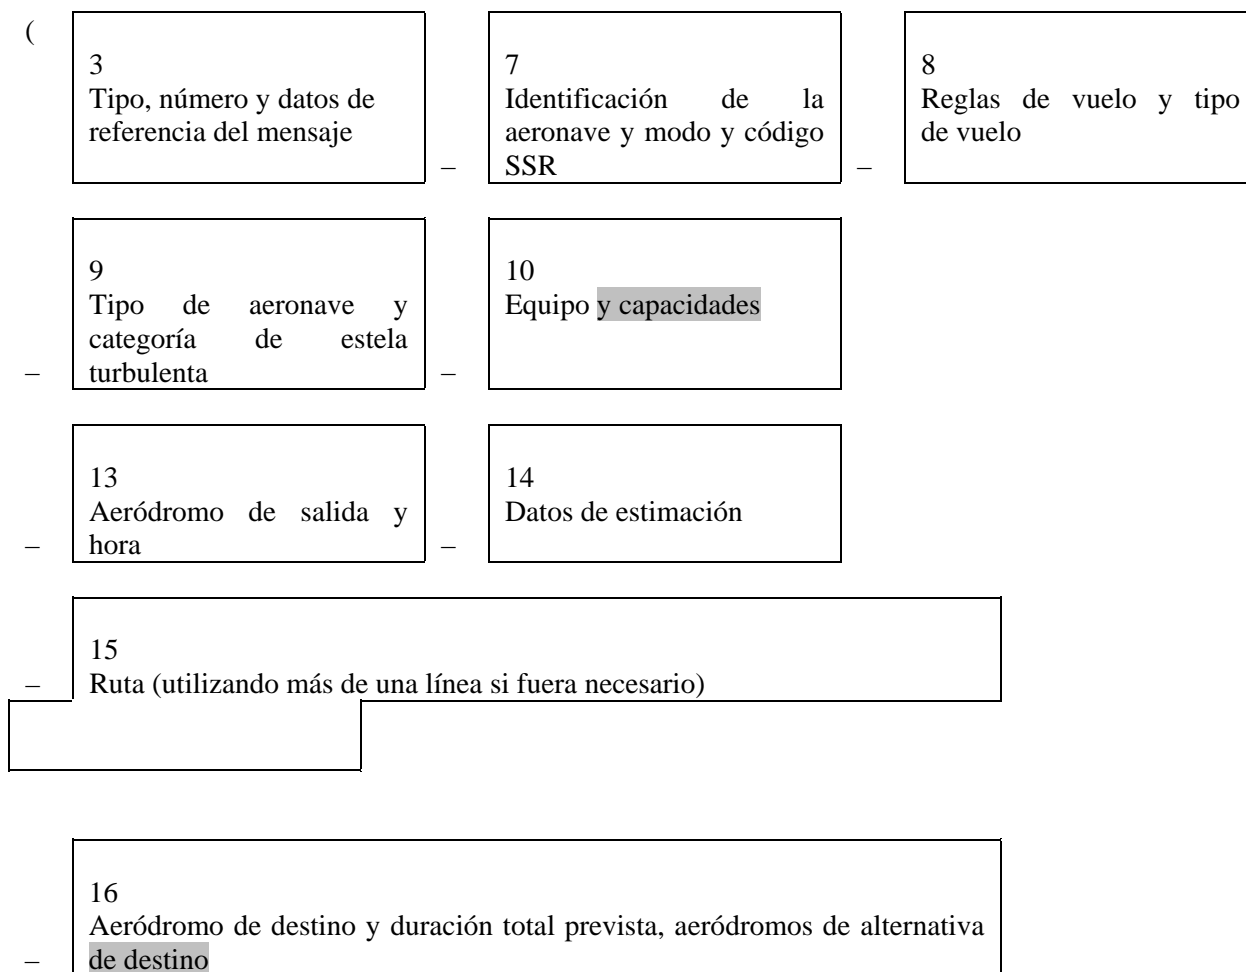 (
3
Tipo, número y datos de
referencia del mensaje
–
7
Identificación de la
aeronave y modo y código
SSR
–
8
Reglas de vuelo y tipo
de vuelo
–
9
Tipo de aeronave y
categoría de estela
turbulenta
–
10
Equipo y capacidades
–
13
Aeródromo de salida y
hora
–
14
Datos de estimación
–
15
Ruta (utilizando más de una línea si fuera necesario)
–
16
Aeródromo de destino y duración total prevista, aeródromos de alternativa
de destino